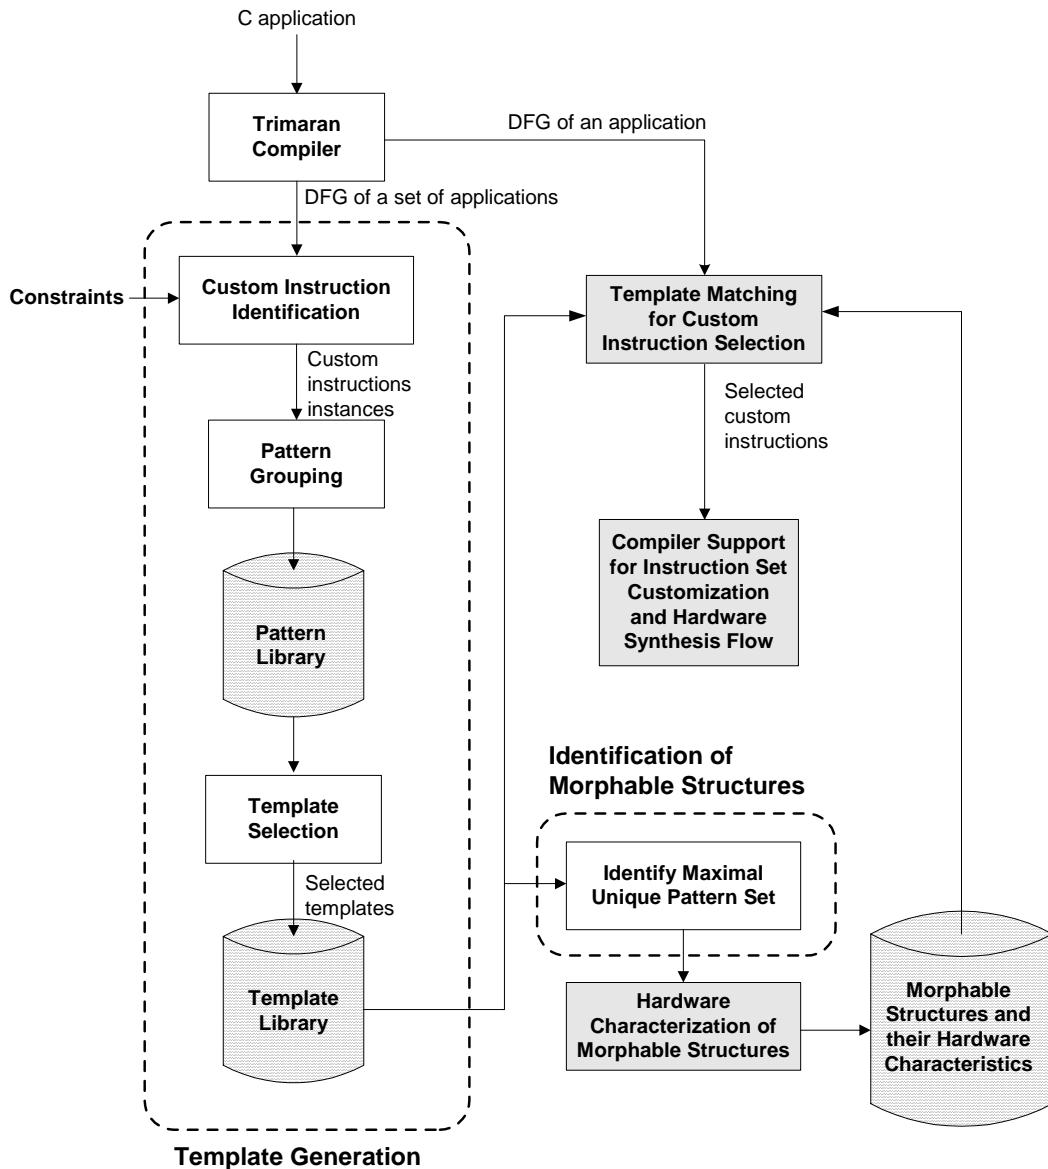 C application
Trimaran
Compiler
DFG of an application
DFG of a set of applications
Constraints
Custom Instruction
Identification
Custom
instructions
instances
Pattern
Grouping
Pattern
Library
Template
Selection
Selected
templates
Template
Library
Template Generation
Template Matching
for Custom
Instruction Selection
Selected
custom
instructions
Compiler Support
for Instruction Set
Customization
and Hardware
Synthesis Flow
Identification of
Morphable Structures
Identify Maximal
Unique Pattern Set
Hardware
Characterization of
Morphable Structures
Morphable
Structures and
their Hardware
Characteristics